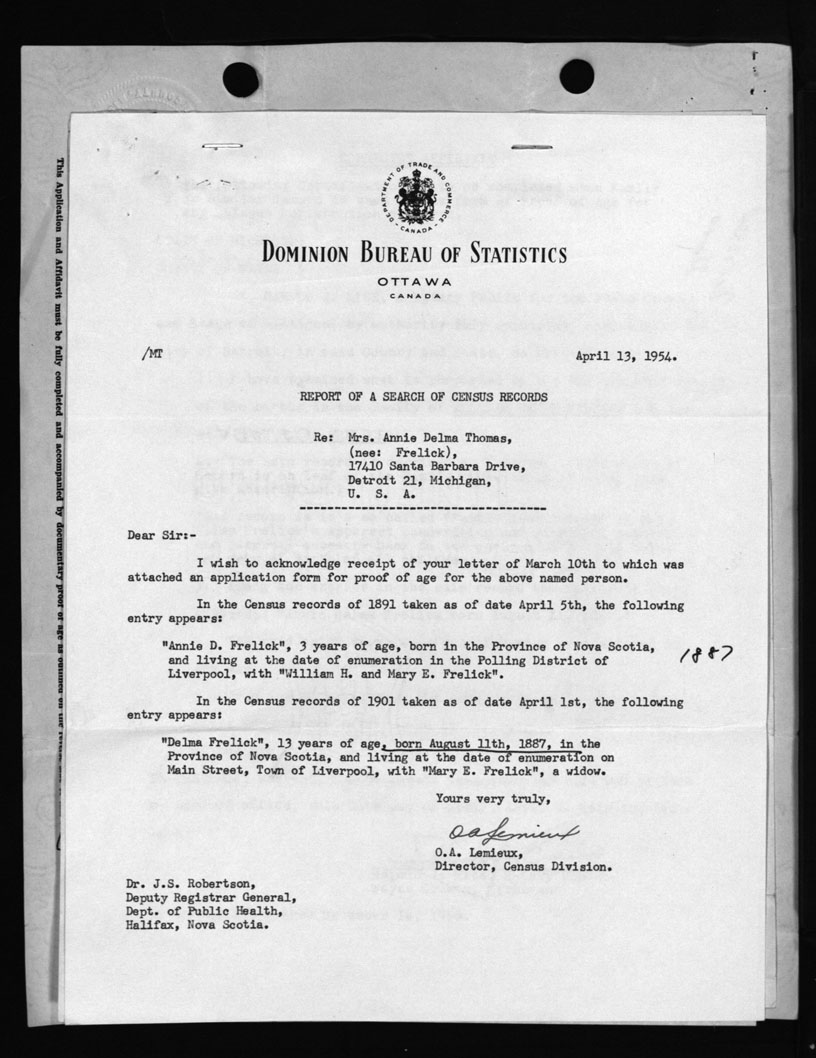 DEPARTMENT OF TRADE AND COMMERCE
CANADA
DOMINION BUREAU OF STATISTICS
OTTAWA
CANADA
/MT
April 13, 1954.
REPORT OF A SEARCH OF CENSUS RECORDS
Re: Mrs. Annie Delma Thomas,
(nee: Frelick),
17410 Santa Barbara Drive,
Detroit 21, Michigan,
U. S. A.
Dear Sir:-
I wish to acknowledge receipt of your letter of March 10th to which was
attached an application form for proof of age for the above named person.
In the Census records of 1891 taken as of date April 5th, the following
entry appears:
"Annie D. Frelick", 3 years of age, born in the Province of Nova Scotia,
and living at the date of enumeration in the Polling District of
Liverpool, with "William H. and Mary E. Frelick".
1887
In the Census records of 1901 taken as of date April 1st, the following
entry appears:
"Delma Frelick", 13 years of age, born August 11th, 1887, in the
Province of Nova Scotia, and living at the date of enumeration on
Main Street, Town of Liverpool, with "Mary E. Frelick", a widow.
Yours very truly,
O A Lemieux
O.A. Lemieux,
Director, Census Division.
Dr. J.S. Robertson,
Deputy Registrar General,
Dept. of Public Health,
Halifax, Nova Scotia.
This Application and Affidavit must be fully completed and accompanied by documentary proof of age as outlined on the